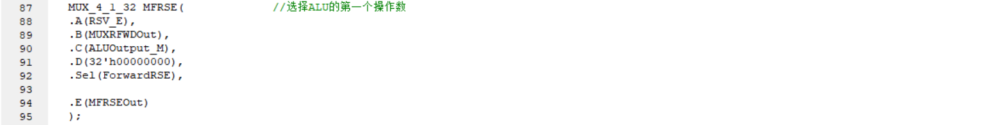 87 MUX_4_1_32 MFRSE( //选择ALU的第一个操作数
88 .A(RSV_E),
89 .B(MUXRFWDOut),
90 .C(ALUOutput_M),
91 .D(32'h00000000),
92 .Sel(ForwardRSE),
93
94 .E(MFRSEOut)
95 );